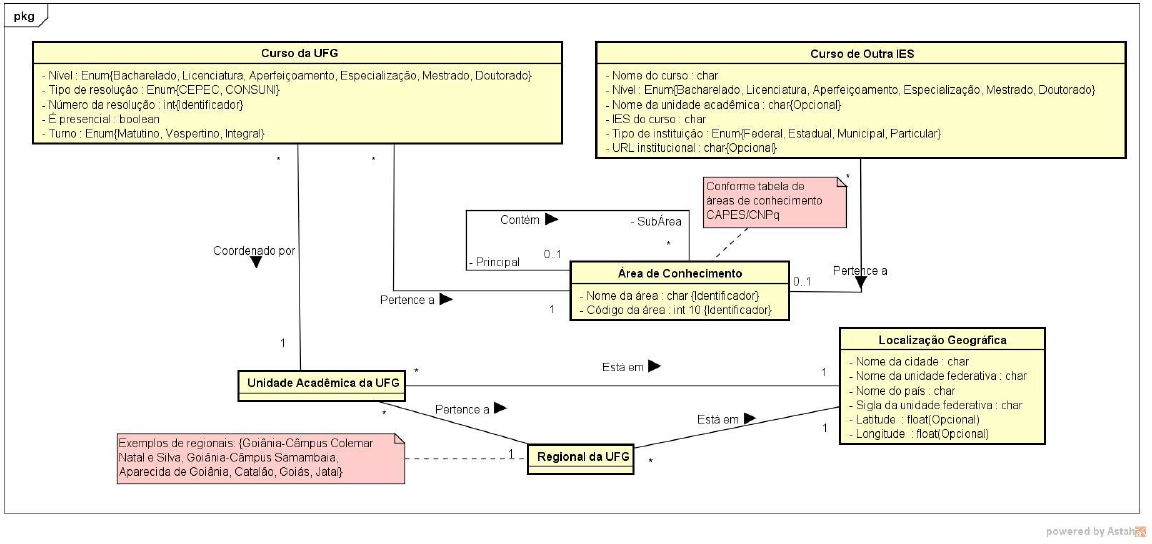 pkg
Curso da UFG
- Nível : Enum{Bacharelado, Licenciatura, Aperfeiçoamento, Especialização, Mestrado, Doutorado}
- Tipo de resolução : Enum{CEPEC, CONSUNI}
- Número da resolução : int{Identificador}
- É presencial : boolean
- Turno : Enum{Matutino, Vespertino, Integral}
Curso de Outra IES
- Nome do curso : char
- Nível : Enum{Bacharelado, Licenciatura, Aperfeiçoamento, Especialização, Mestrado, Doutorado}
- Nome da unidade acadêmica : char{Opcional}
- IES do curso : char
- Tipo de instituição : Enum{Federal, Estadual, Municipal, Particular}
- URL institucional : char{Opcional}
*
*
*
Conforme tabela de
áreas de conhecimento
CAPES/CNPq
Contém
- SubÁrea
*
0..1
- Principal
Coordenado por
Área de Conhecimento
- Nome da área : char {Identificador}
- Código da área : int 10 {Identificador}
0..1
Pertence a
Pertence a
1
1
Localização Geográfica
- Nome da cidade : char
- Nome da unidade federativa : char
- Nome do país : char
- Sigla da unidade federativa : char
- Latitude : float(Opcional)
- Longitude : float(Opcional)
Unidade Acadêmica da UFG
*
Está em
1
*
Pertence a
Está em
1
Exemplos de regionais: {Goiânia-Câmpus Colemar
Natal e Silva, Goiânia-Câmpus Samambaia,
Aparecida de Goiânia, Catalão, Goiás, Jataí}
1
Regional da UFG
*
powered by Astah